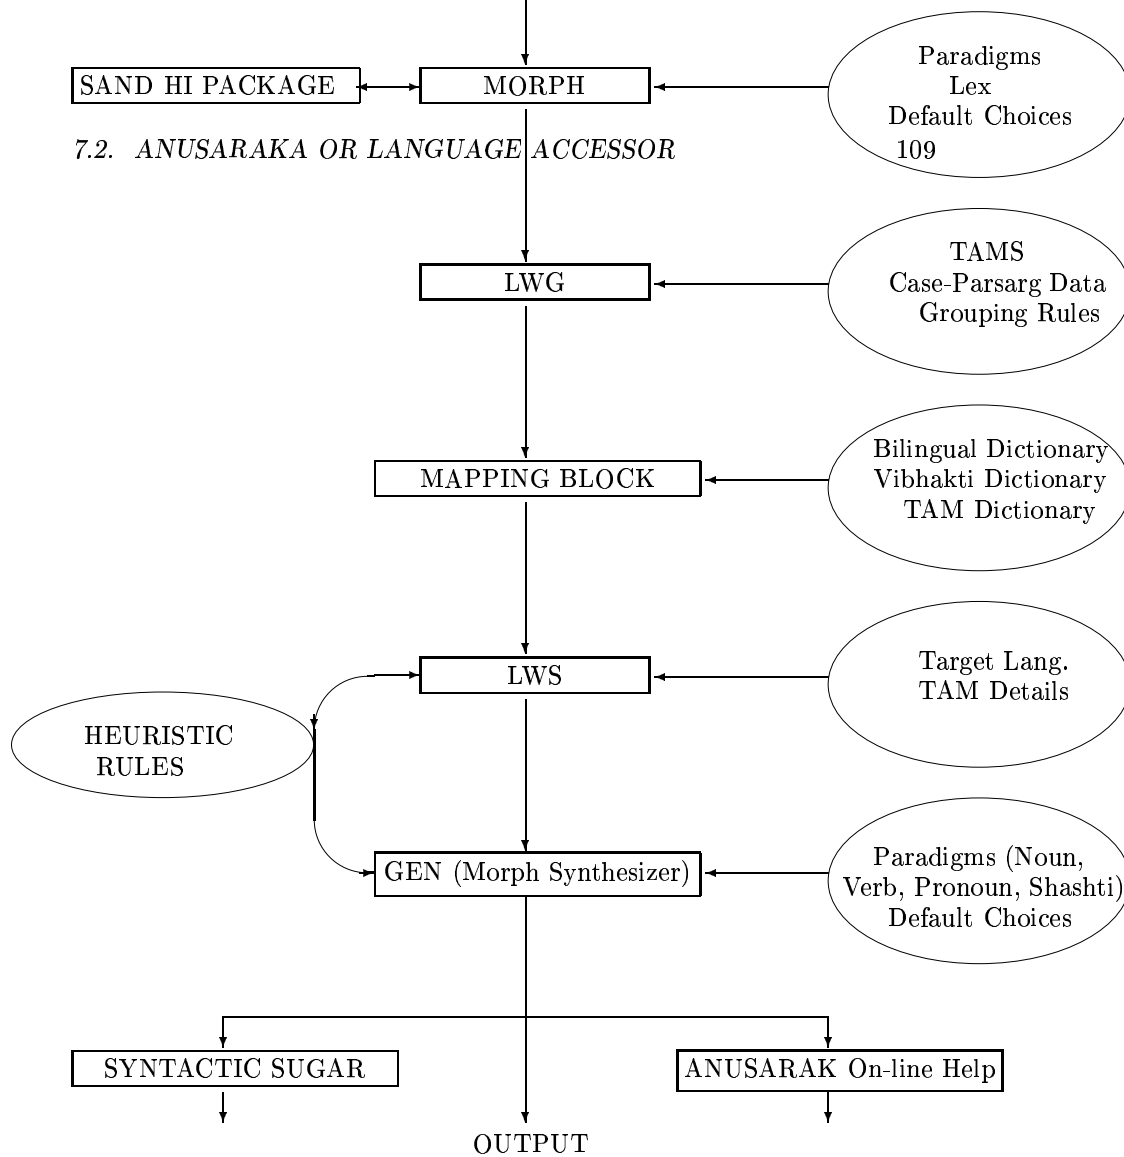 SAND HI PACKAGE
MORPH
Paradigms
Lex
Default Choices
109
7.2. ANUSARAKA OR LANGUAGE ACCESSOR
LWG
TAMS
Case-Parsarg Data
Grouping Rules
MAPPING BLOCK
Bilingual Dictionary
Vibhakti Dictionary
TAM Dictionary
LWS
Target Lang.
TAM Details
HEURISTIC
RULES
GEN (Morph Synthesizer)
Paradigms (Noun,
Verb, Pronoun, Shashti)
Default Choices
SYNTACTIC SUGAR
ANUSARAK On-line Help
OUTPUT